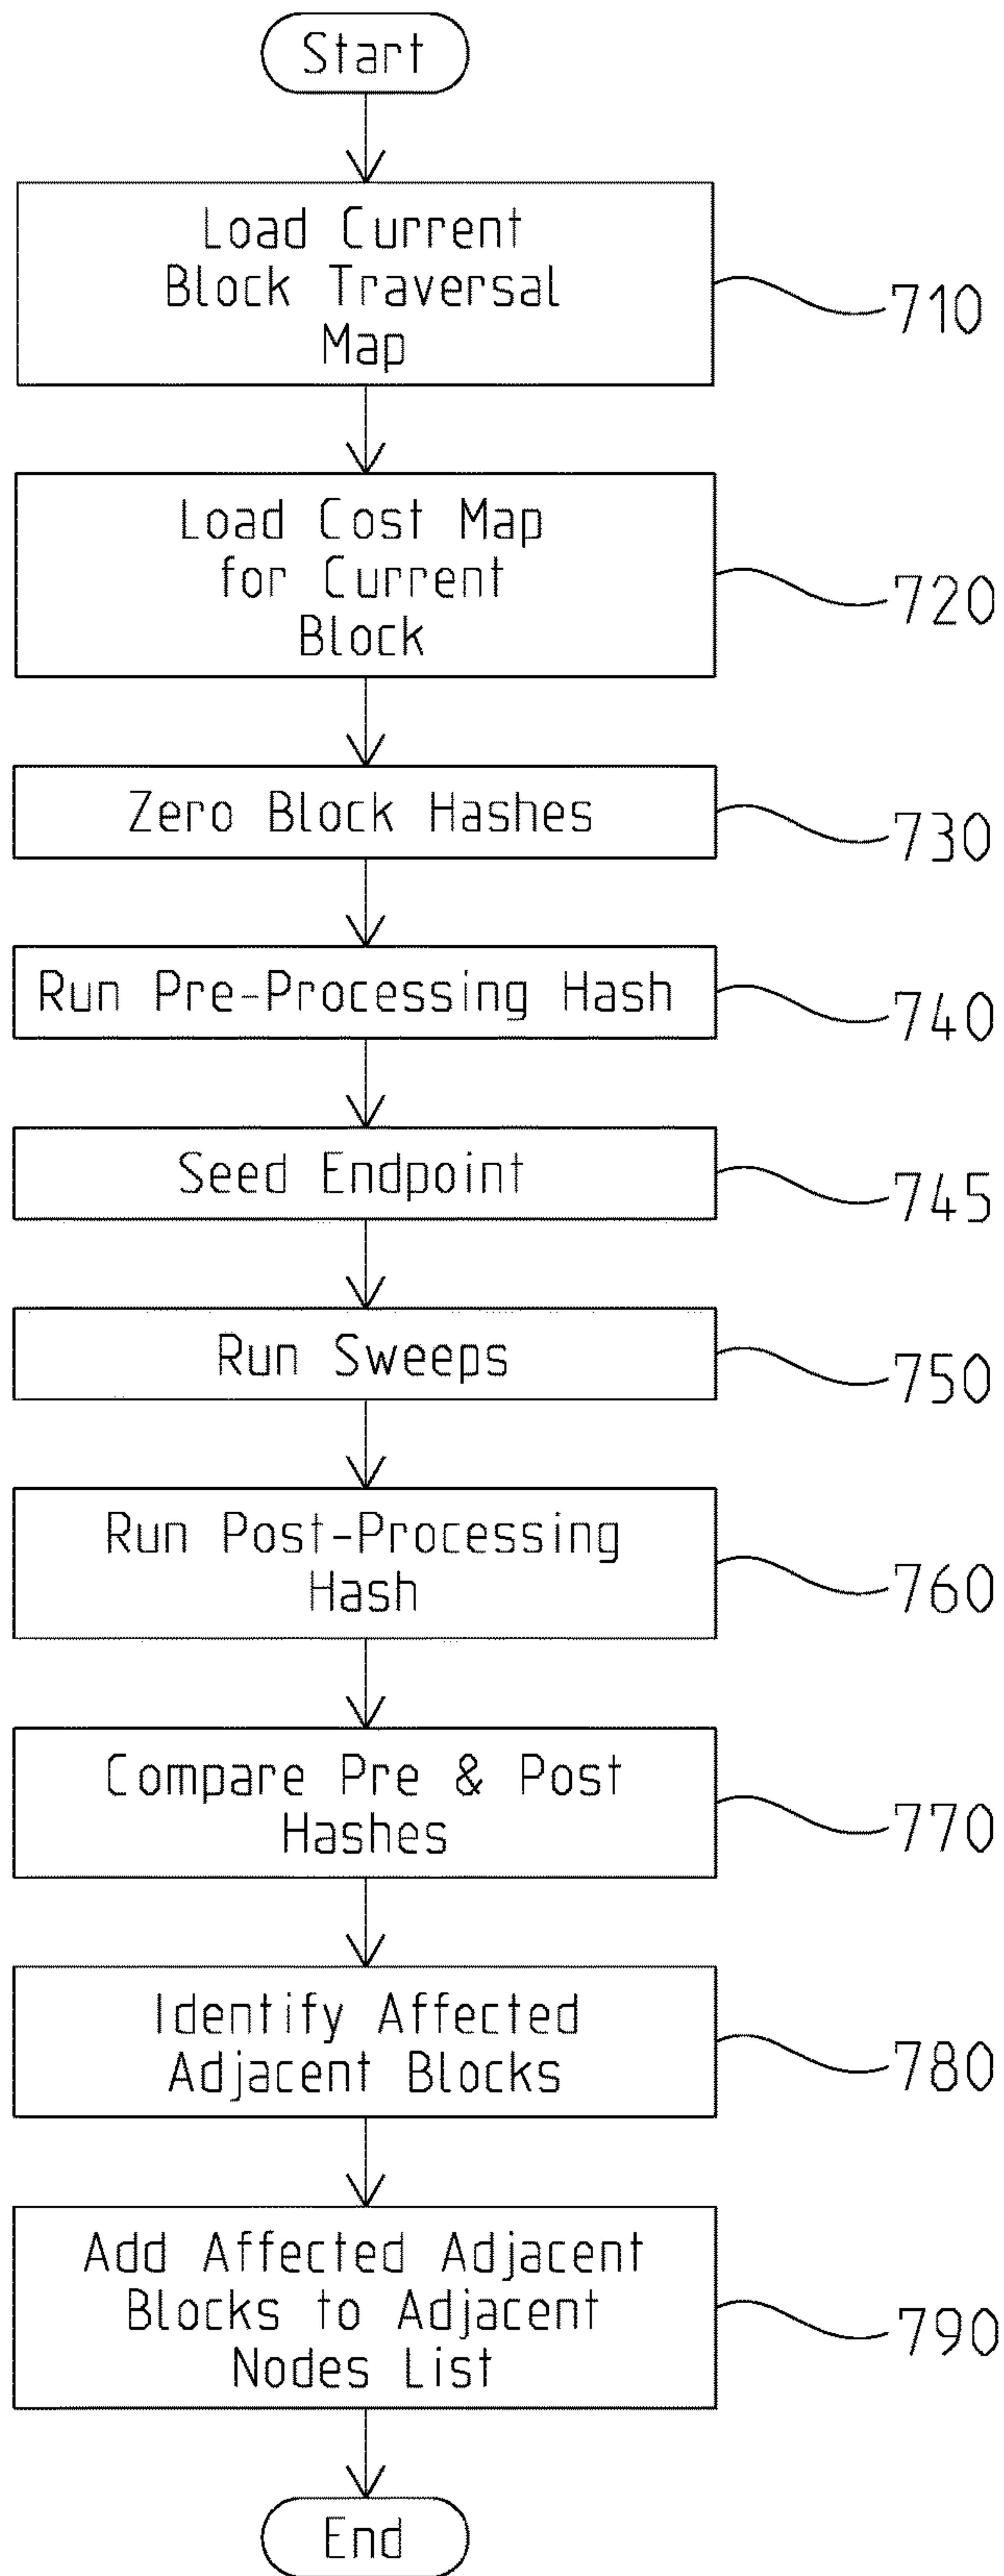 Start
Load Current
Block Traversal
Map
710
Load Cost Map
for Current
Block
720
Zero Block Hashes
730
Run Pre-Processing Hash
740
Seed Endpoint
745
Run Sweeps
750
Run Post-Processing
Hash
760
Compare Pre & Post
Hashes
770
Identify Affected
Adjacent Blocks
780
Add Affected Adjacent
Blocks to Adjacent
Nodes List
790
End